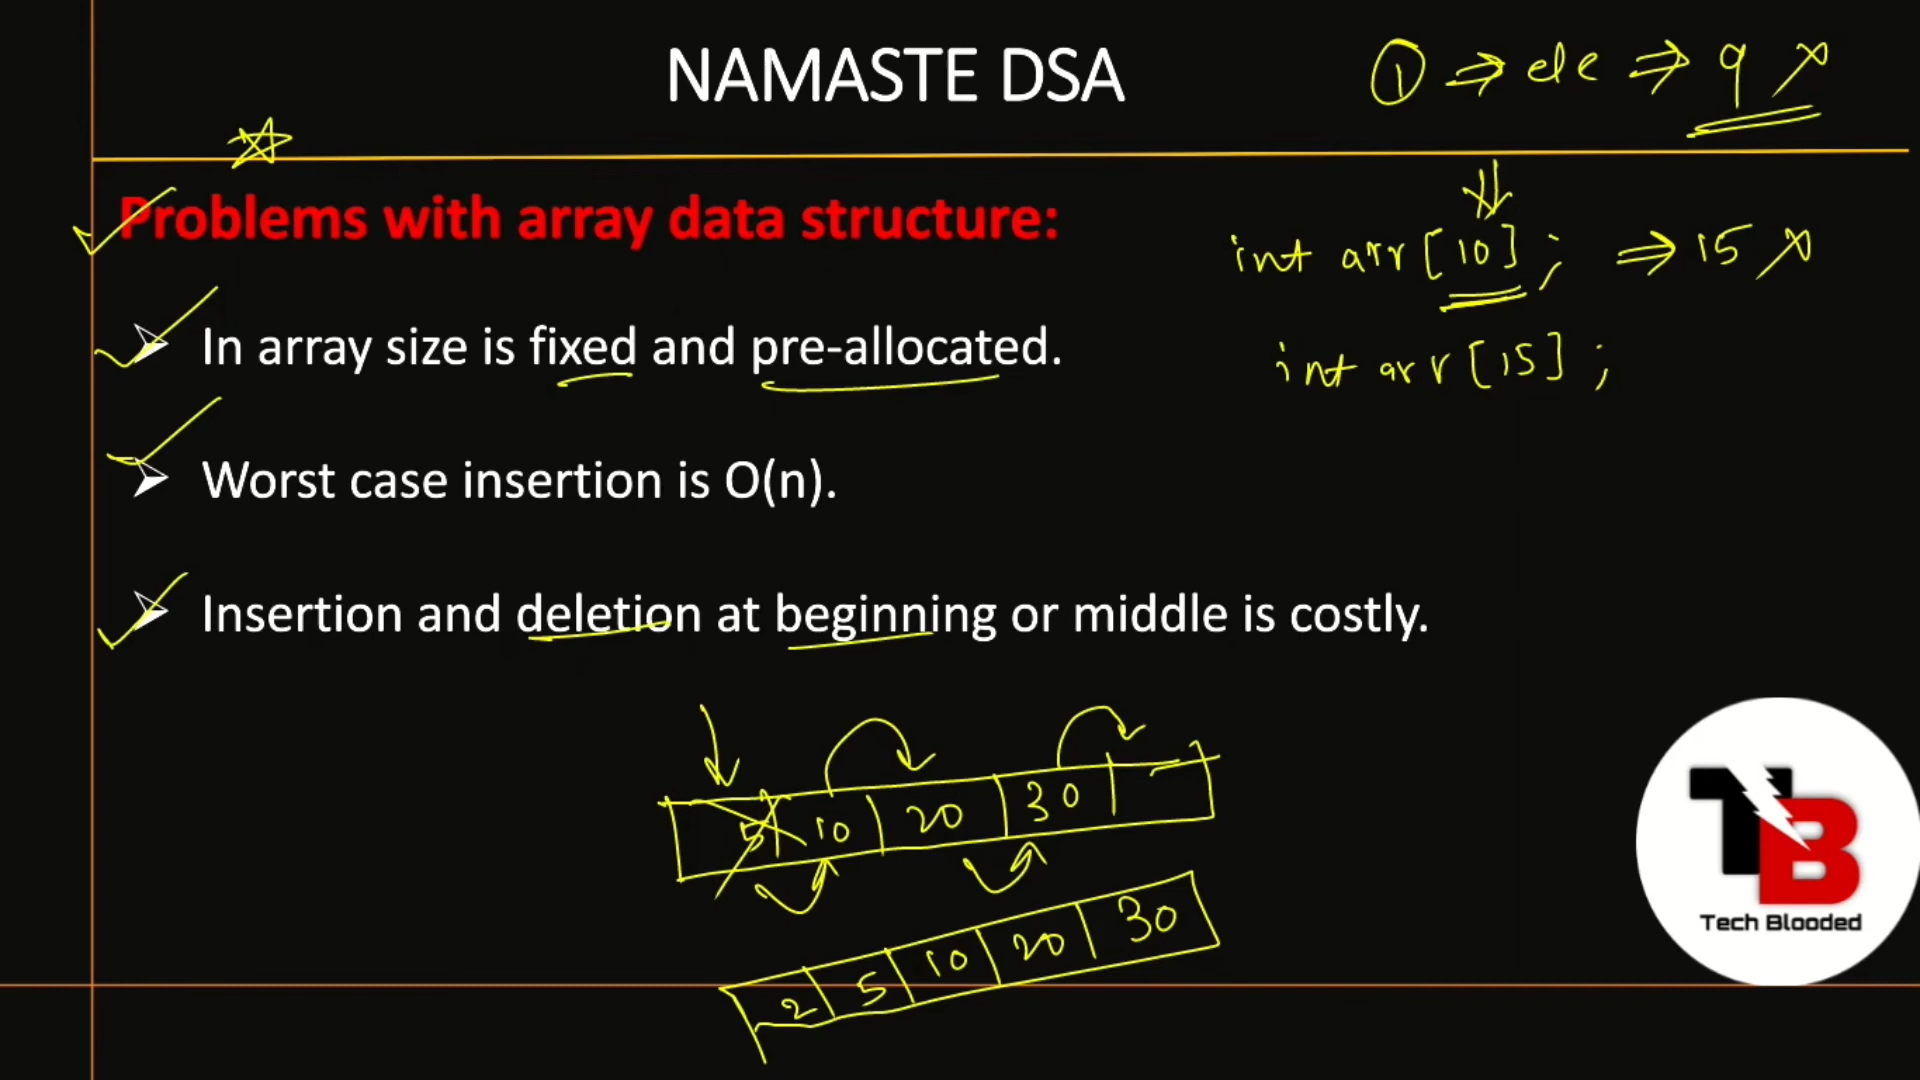 NAMASTE DSA
① ⇒ ele ⇒ 9 x
Problems with array data structure:
int arr[10]; ⇒ 15 x
In array size is fixed and pre-allocated.
int arr[15];
Worst case insertion is O(n).
Insertion and deletion at beginning or middle is costly.
5 10 20 30
2 5 10 20 30
TB
Tech Blooded